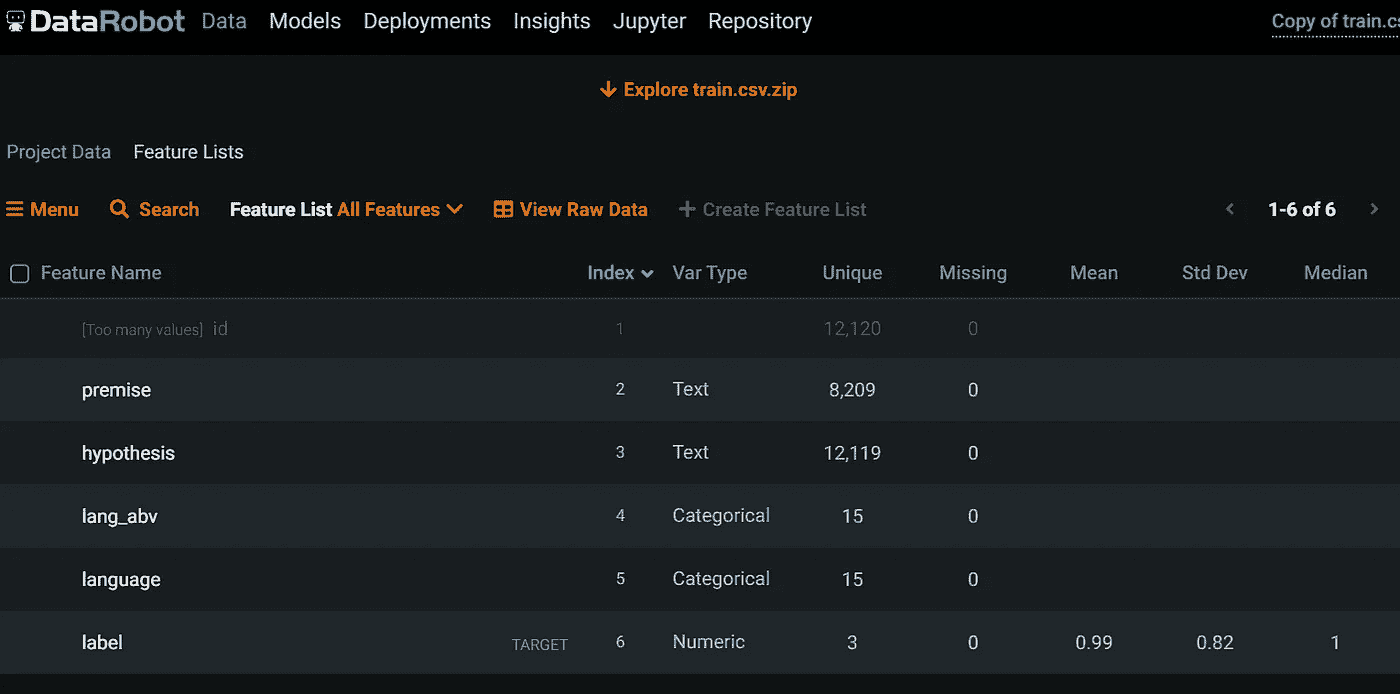 DataRobot Data Models Deployments Insights Jupyter Repository Copy of train.cs
Explore train.csv.zip
Project Data Feature Lists
Menu Search Feature List All Features View Raw Data + Create Feature List < 1-6 of 6 >
Feature Name Index Var Type Unique Missing Mean Std Dev Median
[Too many values] id 1 12,120 0
premise 2 Text 8,209 0
hypothesis 3 Text 12,119 0
lang_abv 4 Categorical 15 0
language 5 Categorical 15 0
label TARGET 6 Numeric 3 0 0.99 0.82 1